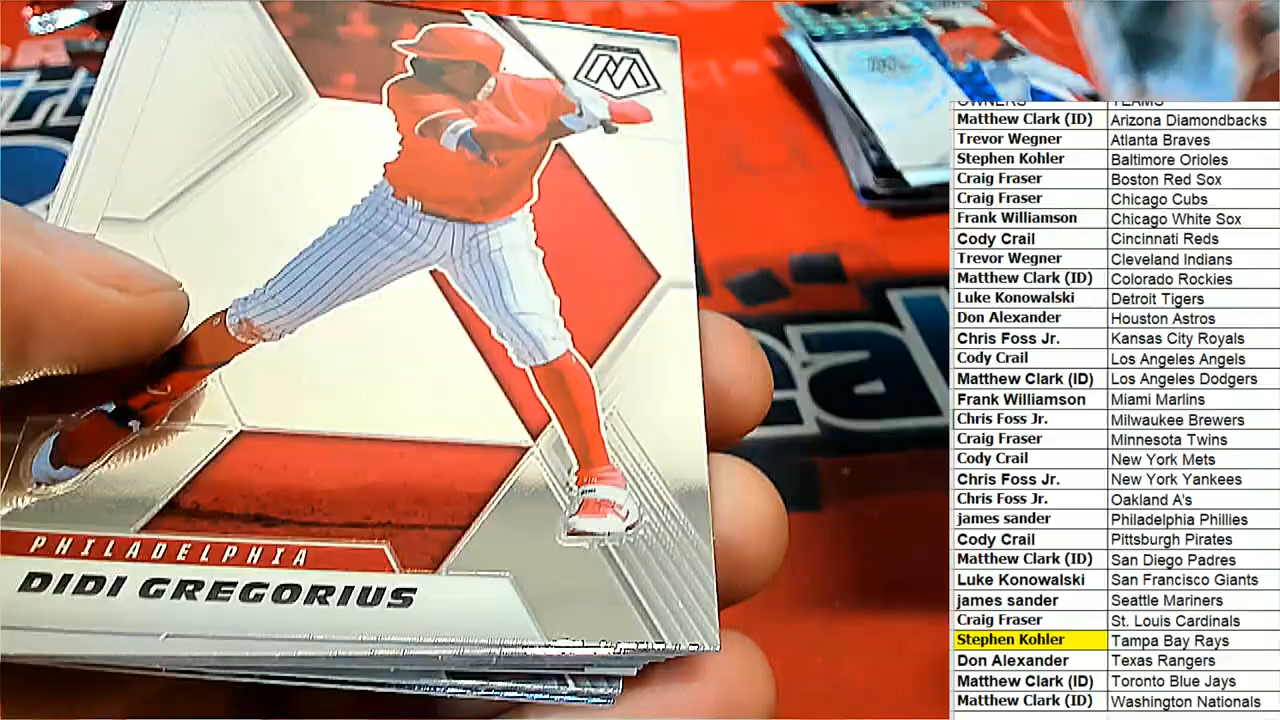 M
PHILADELPHIA
DIDI GREGORIUS
OWNERS TEAMS
Matthew Clark (ID) Arizona Diamondbacks
Trevor Wegner Atlanta Braves
Stephen Kohler Baltimore Orioles
Craig Fraser Boston Red Sox
Craig Fraser Chicago Cubs
Frank Williamson Chicago White Sox
Cody Crail Cincinnati Reds
Trevor Wegner Cleveland Indians
Matthew Clark (ID) Colorado Rockies
Luke Konowalski Detroit Tigers
Don Alexander Houston Astros
Chris Foss Jr. Kansas City Royals
Cody Crail Los Angeles Angels
Matthew Clark (ID) Los Angeles Dodgers
Frank Williamson Miami Marlins
Chris Foss Jr. Milwaukee Brewers
Craig Fraser Minnesota Twins
Cody Crail New York Mets
Chris Foss Jr. New York Yankees
Chris Foss Jr. Oakland A's
james sander Philadelphia Phillies
Cody Crail Pittsburgh Pirates
Matthew Clark (ID) San Diego Padres
Luke Konowalski San Francisco Giants
james sander Seattle Mariners
Craig Fraser St. Louis Cardinals
Stephen Kohler Tampa Bay Rays
Don Alexander Texas Rangers
Matthew Clark (ID) Toronto Blue Jays
Matthew Clark (ID) Washington Nationals